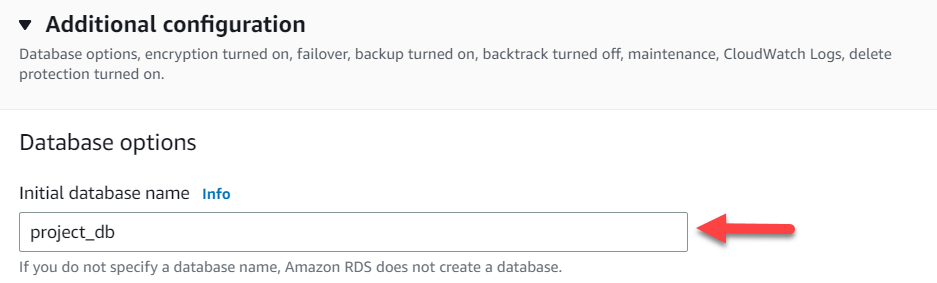 Additional configuration
Database options, encryption turned on, failover, backup turned on, backtrack turned off, maintenance, CloudWatch Logs, delete
protection turned on.
Database options
Initial database name Info
project_db
If you do not specify a database name, Amazon RDS does not create a database.